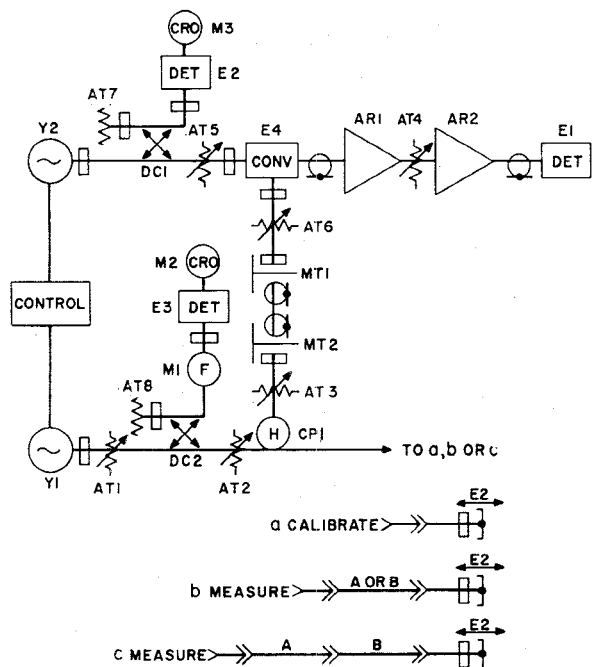 CRO M3
DET E2
AT7
Y2
AT5
E4
AR1
AT4
AR2
E1
DC1
CONV
DET
AT6
M2 CRO
MT1
CONTROL
E3 DET
MT2
M1 F
AT8
AT3
H CP1
TO a,b OR c
DC2
Y1
AT1
AT2
E2
a CALIBRATE
E2
b MEASURE
A OR B
E2
c MEASURE
A
B